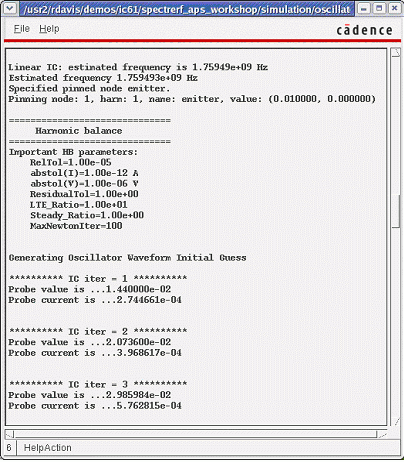 /usr2/rdavis/demos/ic61/spectrerf_aps_workshop/simulation/oscillat
File Help
cādence
Linear IC: estimated frequency is 1.75949e+09 Hz
Estimated frequency 1.759493e+09 Hz
Specified pinned node emitter.
Pinning node: 1, harm: 1, name: emitter, value: (0.010000, 0.000000)
==============================
Harmonic balance
==============================
Important HB parameters:
RelTol=1.00e-05
abstol(I)=1.00e-12 A
abstol(V)=1.00e-06 V
ResidualTol=1.00e+00
LTE_Ratio=1.00e+01
Steady_Ratio=1.00e+00
MaxNewtonIter=100
Generating Oscillator Waveform Initial Guess
********** IC iter = 1 **********
Probe value is ...1.440000e-02
Probe current is ...2.744661e-04
********** IC iter = 2 **********
Probe value is ...2.073600e-02
Probe current is ...3.968617e-04
********** IC iter = 3 **********
Probe value is ...2.985984e-02
Probe current is ...5.762815e-04
6 HelpAction